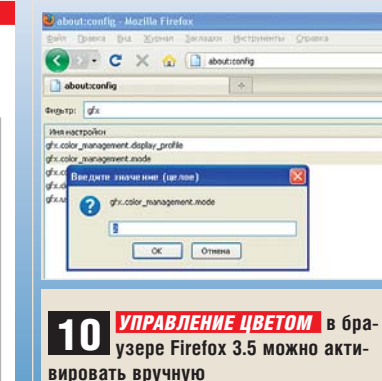 about:config - Mozilla Firefox
Файл Правка Вид Журнал Закладки Инструменты Справка
about:config
about:config
Фильтр: gfx
Имя настройки
gfx.color_management.display_profile
gfx.color_management.mode
Введите значение (целое)
gfx.color_management.mode
2
OK Отмена
10 УПРАВЛЕНИЕ ЦВЕТОМ в бра-
узере Firefox 3.5 можно акти-
вировать вручную